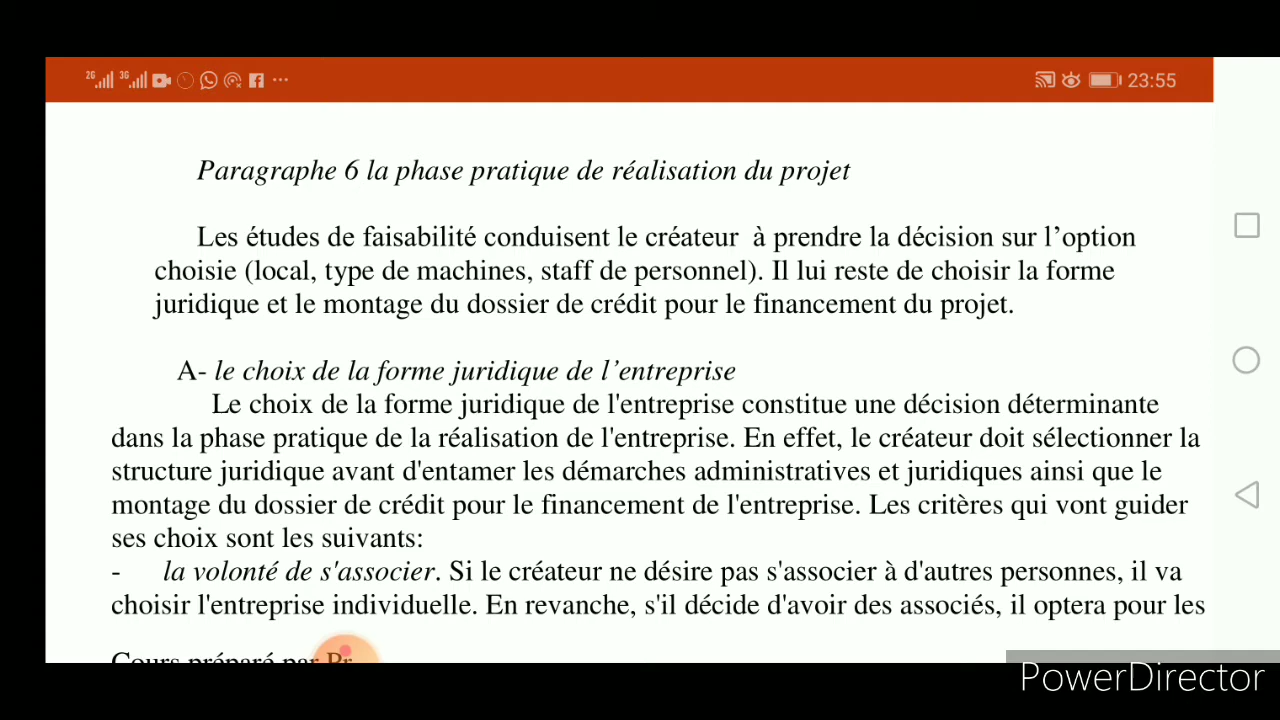 2G 3G 23:55
Paragraphe 6 la phase pratique de réalisation du projet
Les études de faisabilité conduisent le créateur à prendre la décision sur l’option
choisie (local, type de machines, staff de personnel). Il lui reste de choisir la forme
juridique et le montage du dossier de crédit pour le financement du projet.
A- le choix de la forme juridique de l’entreprise
Le choix de la forme juridique de l'entreprise constitue une décision déterminante
dans la phase pratique de la réalisation de l'entreprise. En effet, le créateur doit sélectionner la
structure juridique avant d'entamer les démarches administratives et juridiques ainsi que le
montage du dossier de crédit pour le financement de l'entreprise. Les critères qui vont guider
ses choix sont les suivants:
- la volonté de s'associer. Si le créateur ne désire pas s'associer à d'autres personnes, il va
choisir l'entreprise individuelle. En revanche, s'il décide d'avoir des associés, il optera pour les
Cours préparé par Pr
PowerDirector